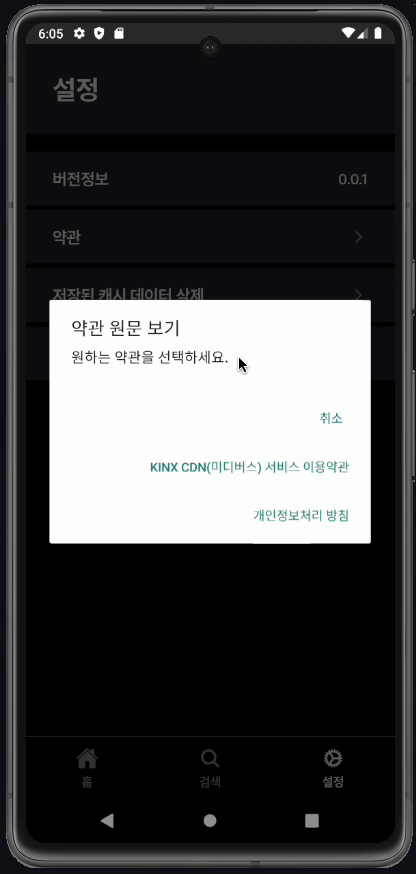 6:05
설정
버전정보 0.0.1
약관
저장된 캐시 데이터 삭제
약관 원문 보기
원하는 약관을 선택하세요.
취소
KINX CDN(미디버스) 서비스 이용약관
개인정보처리 방침
홈 검색 설정